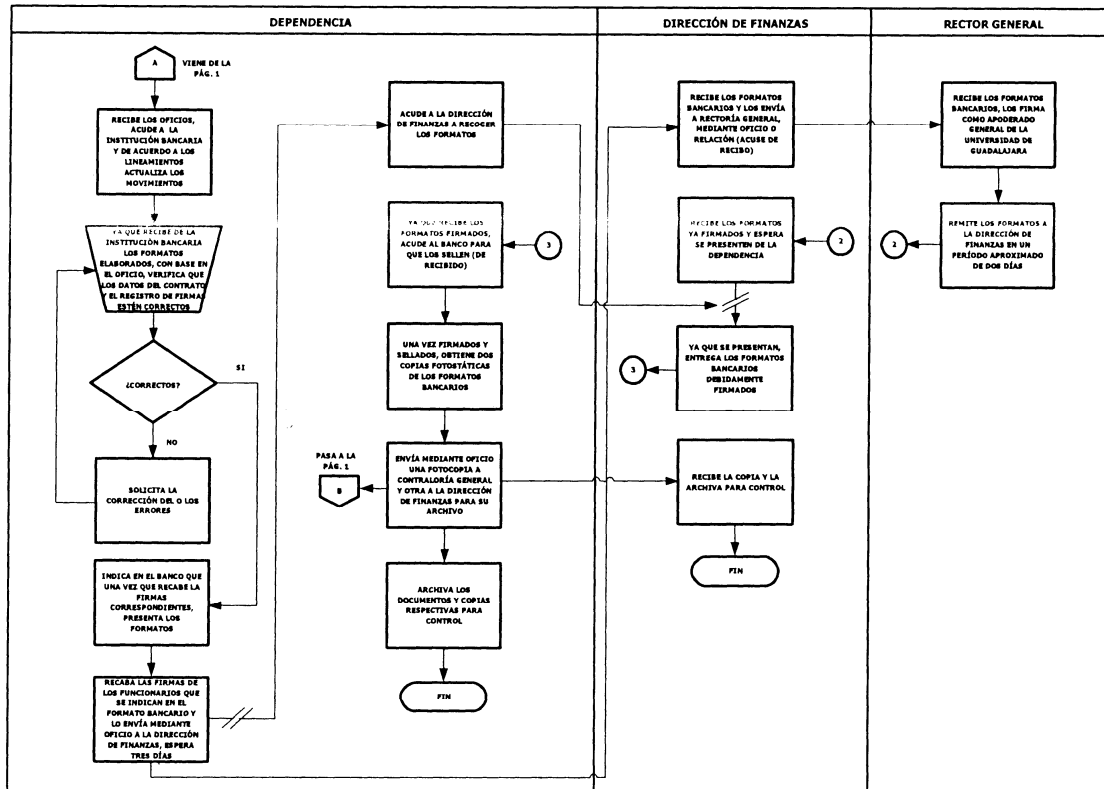 DEPENDENCIA
DIRECCIÓN DE FINANZAS
RECTOR GENERAL
A
VIENE DE LA
PÁG. 1
RECIBE LOS OFICIOS,
ACUDE A LA
INSTITUCIÓN BANCARIA
Y DE ACUERDO A LOS
LINEAMIENTOS
ACTUALIZA LOS
MOVIMIENTOS
YA QUE RECIBE DE LA
INSTITUCIÓN BANCARIA
LOS FORMATOS
ELABORADOS, CON BASE EN
EL OFICIO, VERIFICA QUE
LOS DATOS DEL CONTRATO
Y EL REGISTRO DE FIRMAS
ESTÉN CORRECTOS
¿CORRECTOS?
SI
NO
SOLICITA LA
CORRECCIÓN DEL O LOS
ERRORES
INDICA EN EL BANCO QUE
UNA VEZ QUE RECABE LA
FIRMAS
CORRESPONDIENTES,
PRESENTA LOS
FORMATOS
RECABA LAS FIRMAS DE
LOS FUNCIONARIOS QUE
SE INDICAN EN EL
FORMATO BANCARIO Y
LO ENVÍA MEDIANTE
OFICIO A LA DIRECCIÓN
DE FINANZAS, ESPERA
TRES DÍAS
ACUDE A LA DIRECCIÓN
DE FINANZAS A RECOGER
LOS FORMATOS
YA QUE RECIBE LOS
FORMATOS FIRMADOS,
ACUDE AL BANCO PARA
QUE LOS SELLEN (DE
RECIBIDO)
3
UNA VEZ FIRMADOS Y
SELLADOS, OBTIENE DOS
COPIAS FOTOSTÁTICAS
DE LOS FORMATOS
BANCARIOS
PASA A LA
PÁG. 1
B
ENVÍA MEDIANTE OFICIO
UNA FOTOCOPIA A
CONTRALORÍA GENERAL
Y OTRA A LA DIRECCIÓN
DE FINANZAS PARA SU
ARCHIVO
ARCHIVA LOS
DOCUMENTOS Y COPIAS
RESPECTIVAS PARA
CONTROL
FIN
RECIBE LOS FORMATOS
BANCARIOS Y LOS ENVÍA
A RECTORÍA GENERAL,
MEDIANTE OFICIO O
RELACIÓN (ACUSE DE
RECIBO)
RECIBE LOS FORMATOS
YA FIRMADOS Y ESPERA
SE PRESENTEN DE LA
DEPENDENCIA
2
YA QUE SE PRESENTAN,
ENTREGA LOS FORMATOS
BANCARIOS
DEBIDAMENTE
FIRMADOS
3
RECIBE LA COPIA Y LA
ARCHIVA PARA CONTROL
FIN
RECIBE LOS FORMATOS
BANCARIOS, LOS FIRMA
COMO APODERADO
GENERAL DE LA
UNIVERSIDAD DE
GUADALAJARA
REMITE LOS FORMATOS A
LA DIRECCIÓN DE
FINANZAS EN UN
PERÍODO APROXIMADO
DE DOS DÍAS
2